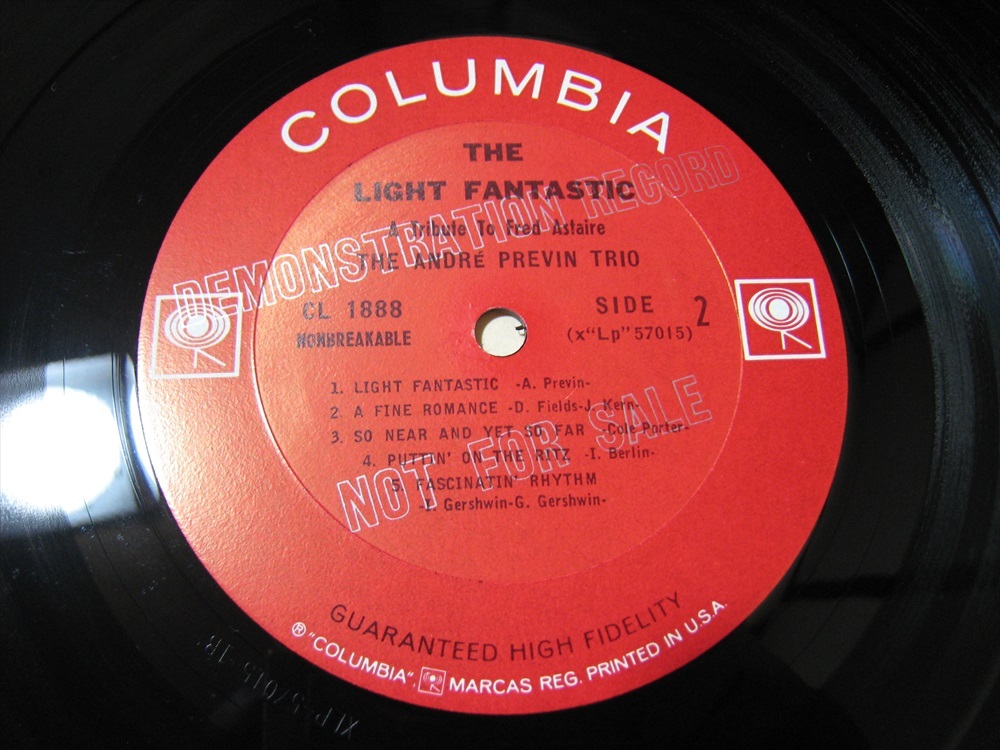 COLUMBIA
THE
LIGHT FANTASTIC
A Tribute To Fred Astaire
THE ANDRÉ PREVIN TRIO
DEMONSTRATION RECORD
CL 1888
NONBREAKABLE
SIDE 2
(x"Lp"57015)
1. LIGHT FANTASTIC -A. Previn-
2. A FINE ROMANCE -D. Fields-J. Kern-
3. SO NEAR AND YET SO FAR -Cole Porter-
4. PUTTIN' ON THE RITZ -I. Berlin-
5. FASCINATIN' RHYTHM
-I. Gershwin-G. Gershwin-
NOT FOR SALE
GUARANTEED HIGH FIDELITY
® "COLUMBIA", MARCAS REG. PRINTED IN U.S.A.